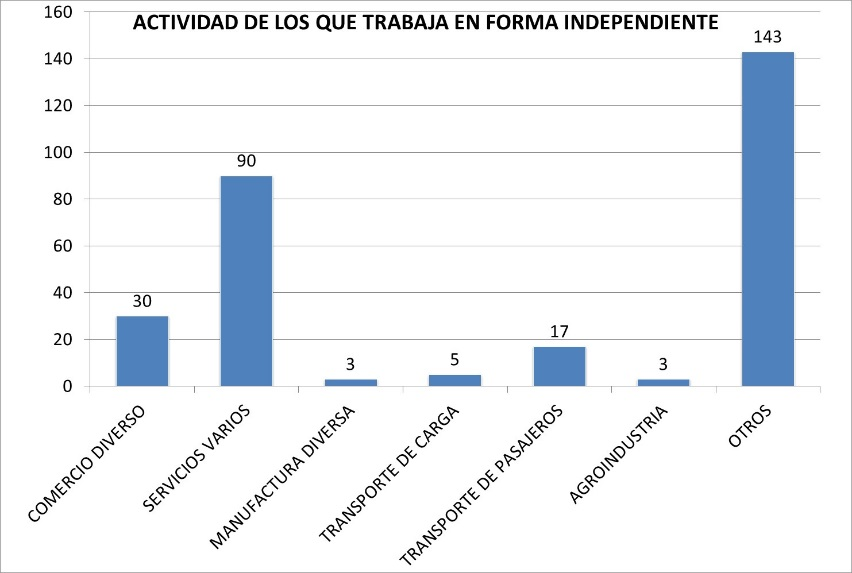 ACTIVIDAD DE LOS QUE TRABAJA EN FORMA INDEPENDIENTE
160
140
120
100
80
60
40
20
0
30
90
3
5
17
3
143
COMERCIO DIVERSO
SERVICIOS VARIOS
MANUFACTURA DIVERSA
TRANSPORTE DE CARGA
TRANSPORTE DE PASAJEROS
AGROINDUSTRIA
OTROS